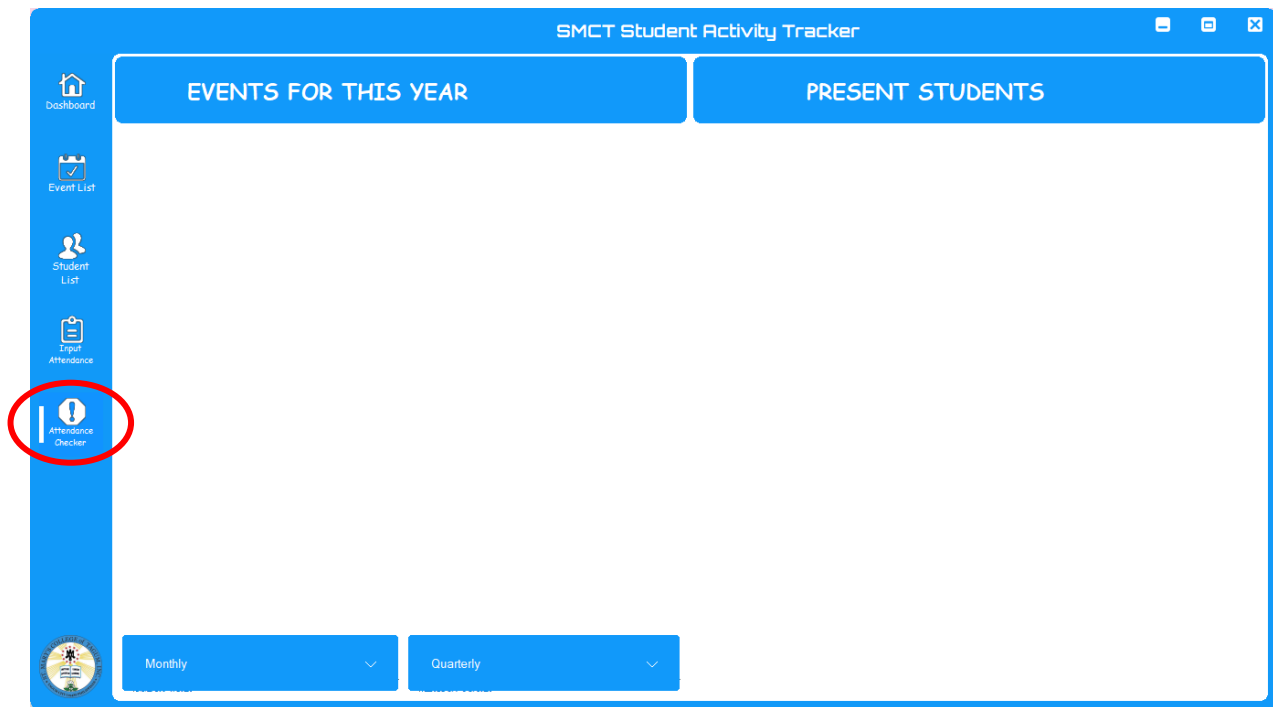 SMCT Student Activity Tracker
Dashboard
EVENTS FOR THIS YEAR
PRESENT STUDENTS
Event List
Student
List
Input
Attendance
Attendance
Checker
Monthly
Quarterly